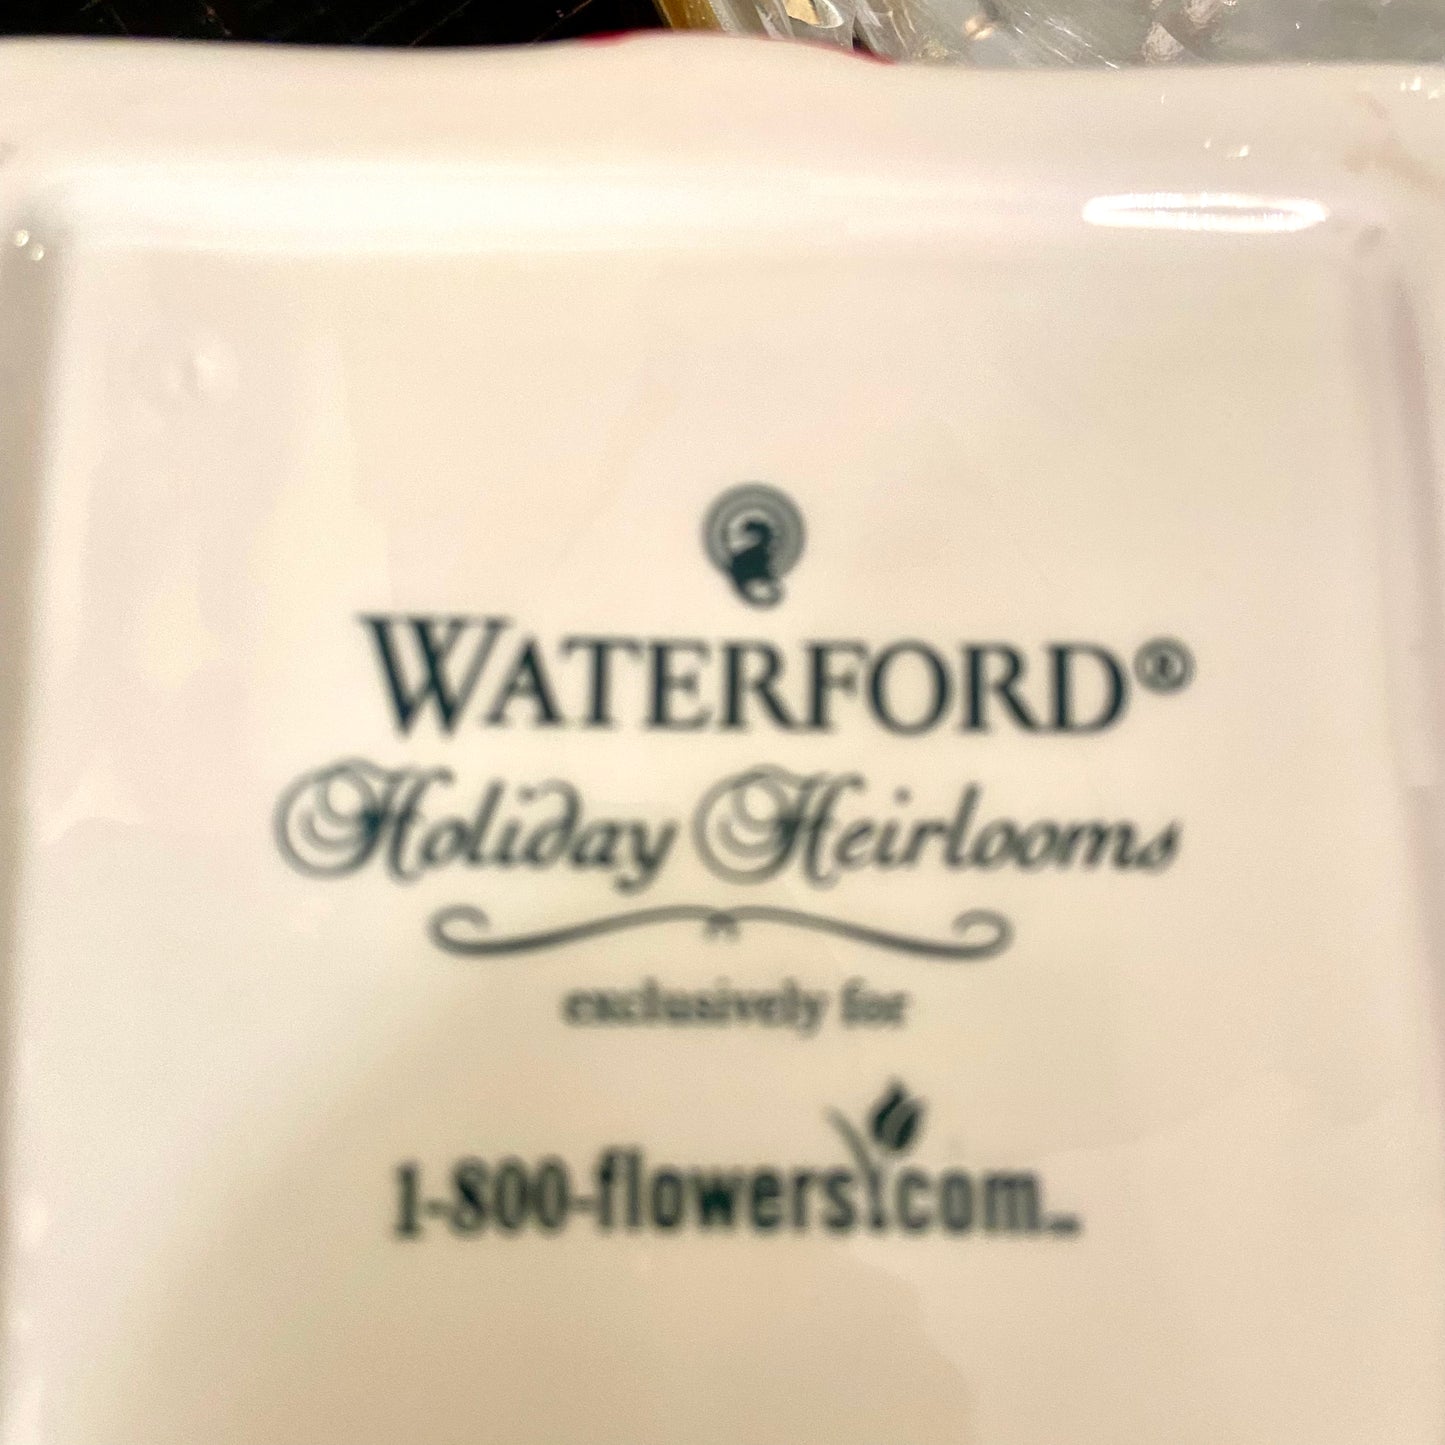 WATERFORD®
Holiday Heirlooms
exclusively for
1-800-flowers.com